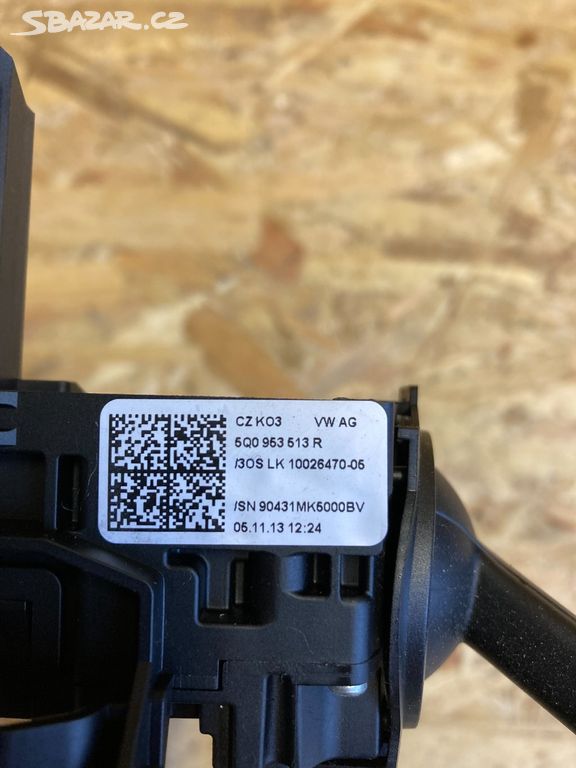 SBAZAR.CZ
CZ KO3 VW AG
5Q0 953 513 R
/3OS LK 10026470-05
/SN 90431MK5000BV
05.11.13 12:24